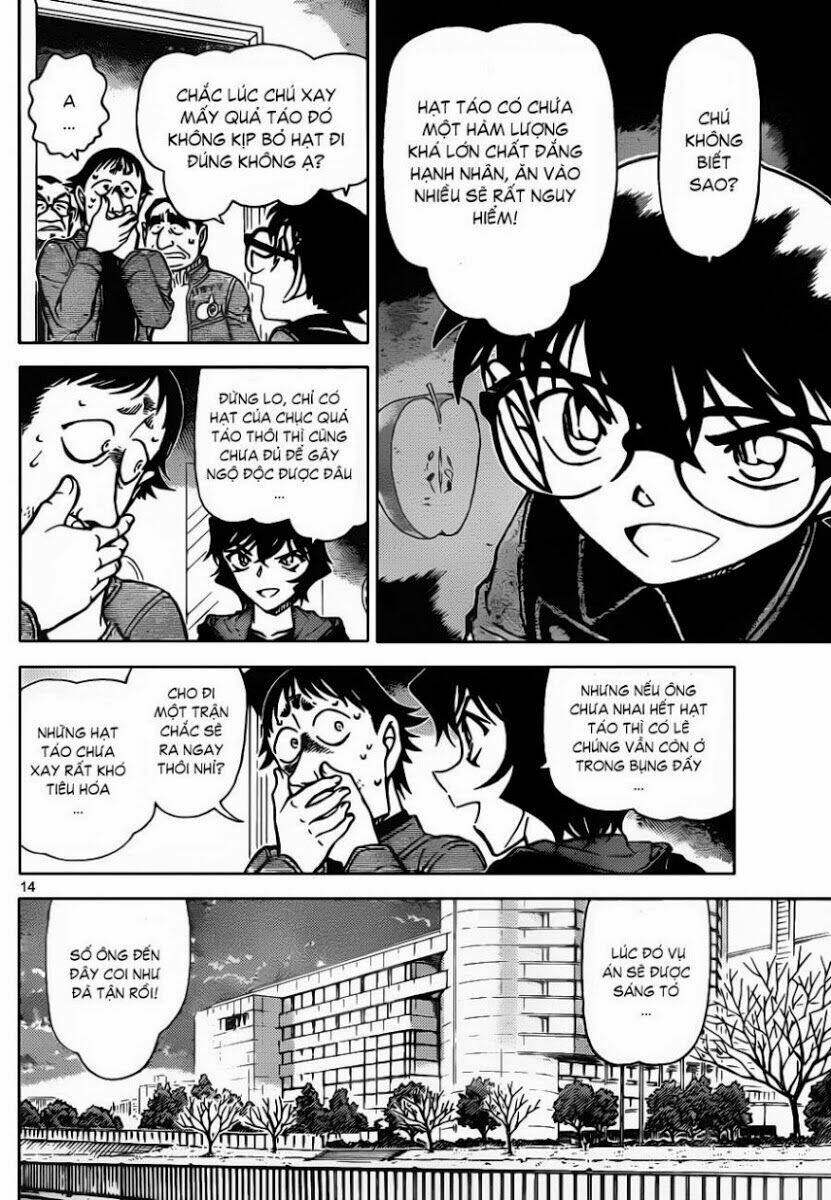 CHÚ
KHÔNG
BIẾT
SAO?
HẠT TÁO CÓ CHỨA
MỘT HÀM LƯỢNG
KHÁ LỚN CHẤT ĐẮNG
HẠNH NHÂN, ĂN VÀO
NHIỀU SẼ RẤT NGUY
HIỂM!
CHẮC LÚC CHÚ XAY
MẤY QUẢ TÁO ĐÓ
KHÔNG KỊP BỎ HẠT ĐI
ĐÚNG KHÔNG Ạ?
A
...
ĐỪNG LO, CHỈ CÓ
HẠT CỦA CHỤC QUẢ
TÁO THÔI THÌ CŨNG
CHƯA ĐỦ ĐỂ GÂY
NGỘ ĐỘC ĐƯỢC ĐÂU
...
NHƯNG NẾU ÔNG
CHƯA NHAI HẾT HẠT
TÁO THÌ CÓ LẼ
CHÚNG VẪN CÒN Ở
TRONG BỤNG ĐẤY
...
CHO ĐI
MỘT TRẬN
CHẮC SẼ
RA NGAY
THÔI NHỈ?
NHỮNG HẠT
TÁO CHƯA
XAY RẤT KHÓ
TIÊU HÓA
...
14
LÚC ĐÓ VỤ
ÁN SẼ ĐƯỢC
SÁNG TỎ
...
SỐ ÔNG ĐẾN
ĐÂY COI NHƯ
ĐÃ TẬN RỒI!